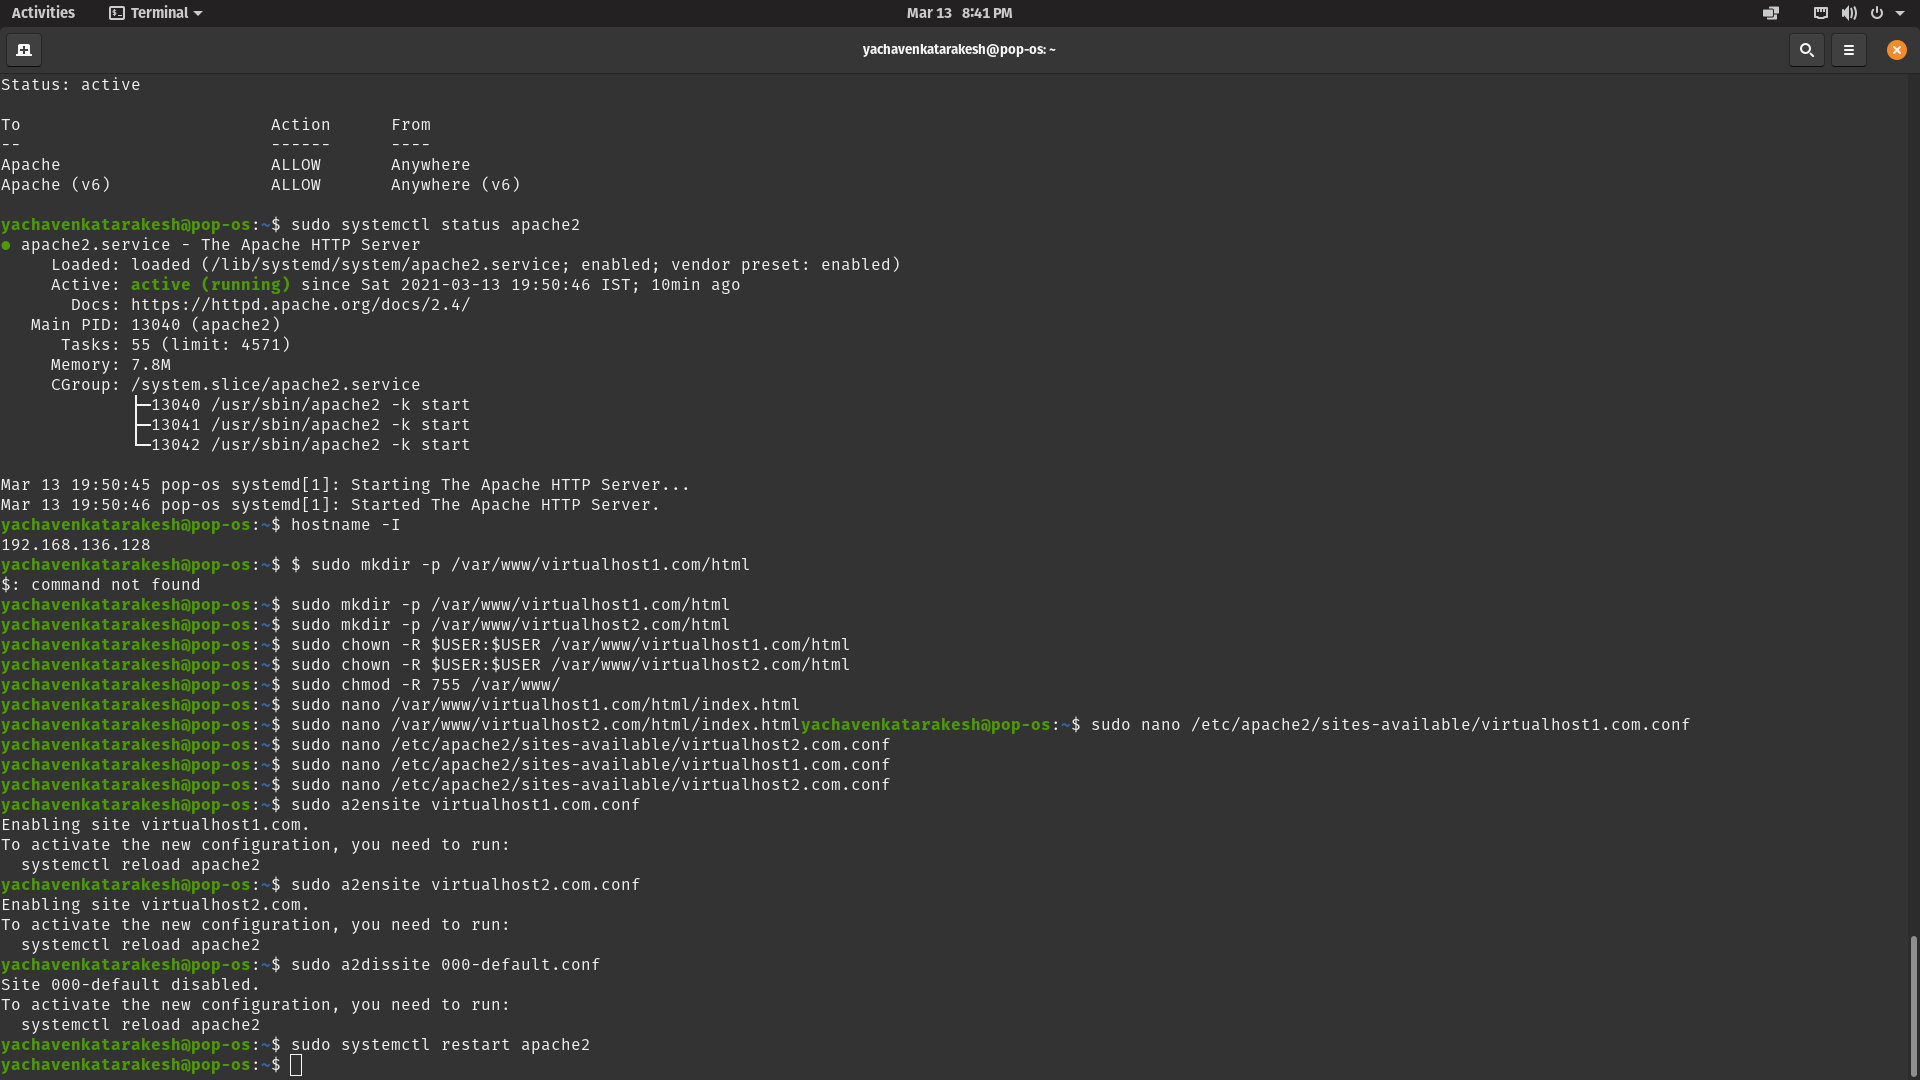 Activities Terminal Mar 13 8:41 PM
yachavenkatarakesh@pop-os: ~
Status: active
To                         Action      From
--                         ------      ----
Apache                     ALLOW       Anywhere
Apache (v6)                ALLOW       Anywhere (v6)
yachavenkatarakesh@pop-os:~$ sudo systemctl status apache2
● apache2.service - The Apache HTTP Server
     Loaded: loaded (/lib/systemd/system/apache2.service; enabled; vendor preset: enabled)
     Active: active (running) since Sat 2021-03-13 19:50:46 IST; 10min ago
       Docs: https://httpd.apache.org/docs/2.4/
   Main PID: 13040 (apache2)
      Tasks: 55 (limit: 4571)
     Memory: 7.8M
     CGroup: /system.slice/apache2.service
             ├─13040 /usr/sbin/apache2 -k start
             ├─13041 /usr/sbin/apache2 -k start
             └─13042 /usr/sbin/apache2 -k start
Mar 13 19:50:45 pop-os systemd[1]: Starting The Apache HTTP Server...
Mar 13 19:50:46 pop-os systemd[1]: Started The Apache HTTP Server.
yachavenkatarakesh@pop-os:~$ hostname -I
192.168.136.128
yachavenkatarakesh@pop-os:~$ $ sudo mkdir -p /var/www/virtualhost1.com/html
$: command not found
yachavenkatarakesh@pop-os:~$ sudo mkdir -p /var/www/virtualhost1.com/html
yachavenkatarakesh@pop-os:~$ sudo mkdir -p /var/www/virtualhost2.com/html
yachavenkatarakesh@pop-os:~$ sudo chown -R $USER:$USER /var/www/virtualhost1.com/html
yachavenkatarakesh@pop-os:~$ sudo chown -R $USER:$USER /var/www/virtualhost2.com/html
yachavenkatarakesh@pop-os:~$ sudo chmod -R 755 /var/www/
yachavenkatarakesh@pop-os:~$ sudo nano /var/www/virtualhost1.com/html/index.html
yachavenkatarakesh@pop-os:~$ sudo nano /var/www/virtualhost2.com/html/index.htmlyachavenkatarakesh@pop-os:~$ sudo nano /etc/apache2/sites-available/virtualhost1.com.conf
yachavenkatarakesh@pop-os:~$ sudo nano /etc/apache2/sites-available/virtualhost2.com.conf
yachavenkatarakesh@pop-os:~$ sudo nano /etc/apache2/sites-available/virtualhost1.com.conf
yachavenkatarakesh@pop-os:~$ sudo nano /etc/apache2/sites-available/virtualhost2.com.conf
yachavenkatarakesh@pop-os:~$ sudo a2ensite virtualhost1.com.conf
Enabling site virtualhost1.com.
To activate the new configuration, you need to run:
  systemctl reload apache2
yachavenkatarakesh@pop-os:~$ sudo a2ensite virtualhost2.com.conf
Enabling site virtualhost2.com.
To activate the new configuration, you need to run:
  systemctl reload apache2
yachavenkatarakesh@pop-os:~$ sudo a2dissite 000-default.conf
Site 000-default disabled.
To activate the new configuration, you need to run:
  systemctl reload apache2
yachavenkatarakesh@pop-os:~$ sudo systemctl restart apache2
yachavenkatarakesh@pop-os:~$